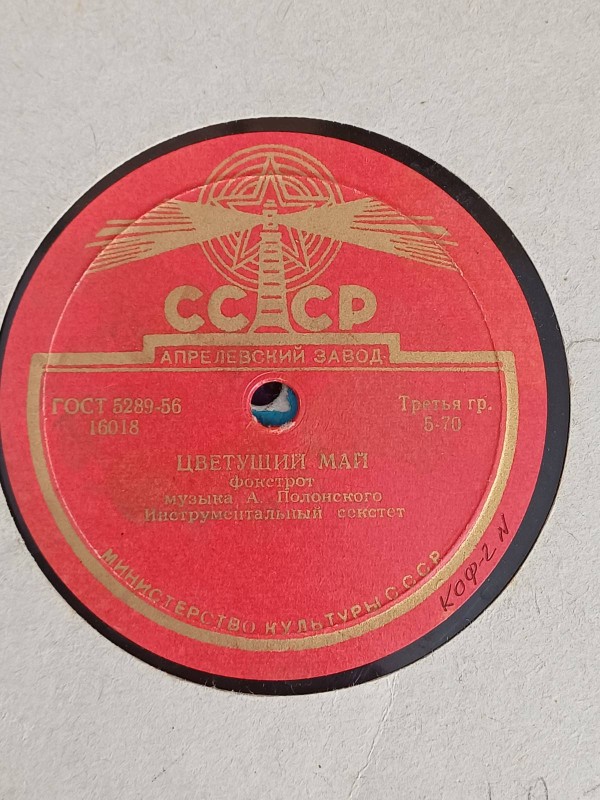 СССР
АПРЕЛЕВСКИЙ ЗАВОД
ГОСТ 5289-56
16018
Третья гр.
5-70
ЦВЕТУЩИЙ МАЙ
фокстрот
музыка А. Полонского
Инструментальный секстет
МИНИСТЕРСТВО КУЛЬТУРЫ СССР
КОФ-2 N